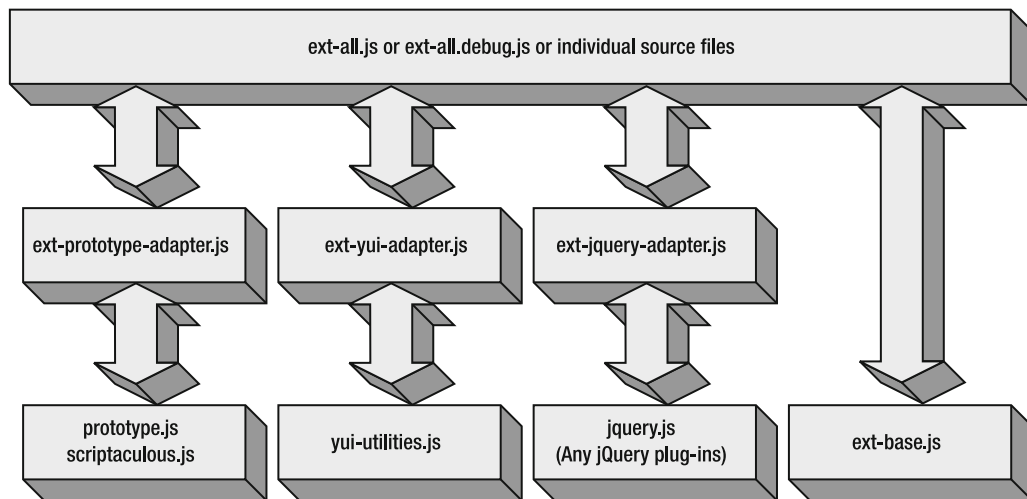 ext-all.js or ext-all.debug.js or individual source files
ext-prototype-adapter.js
ext-yui-adapter.js
ext-jquery-adapter.js
prototype.js
scriptaculous.js
yui-utilities.js
jquery.js
(Any jQuery plug-ins)
ext-base.js